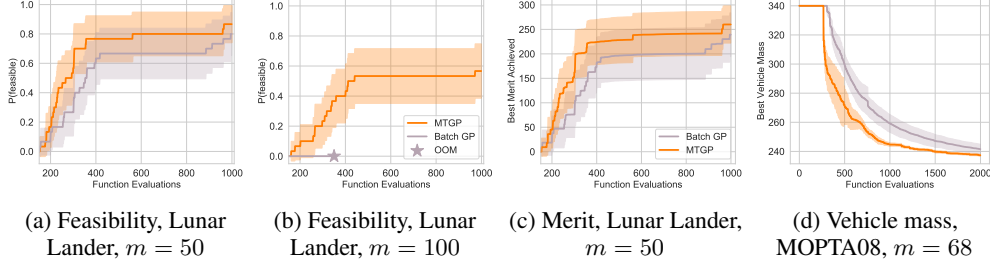 P(feasible)
1.0
0.8
0.6
0.4
0.2
0.0
200
400
600
800
1000
Function Evaluations
P(feasible)
1.0
0.8
0.6
0.4
0.2
0.0
MTGP
Batch GP
OOM
200
400
600
800
1000
Function Evaluations
Best Merit Achieved
300
250
200
150
100
50
0
Batch GP
MTGP
200
400
600
800
1000
Function Evaluations
Best Vehicle Mass
340
320
300
280
260
240
0
500
1000
1500
2000
Function Evaluations
(a) Feasibility, Lunar
Lander, m = 50
(b) Feasibility, Lunar
Lander, m = 100
(c) Merit, Lunar Lander,
m = 50
(d) Vehicle mass,
MOPTA08, m = 68